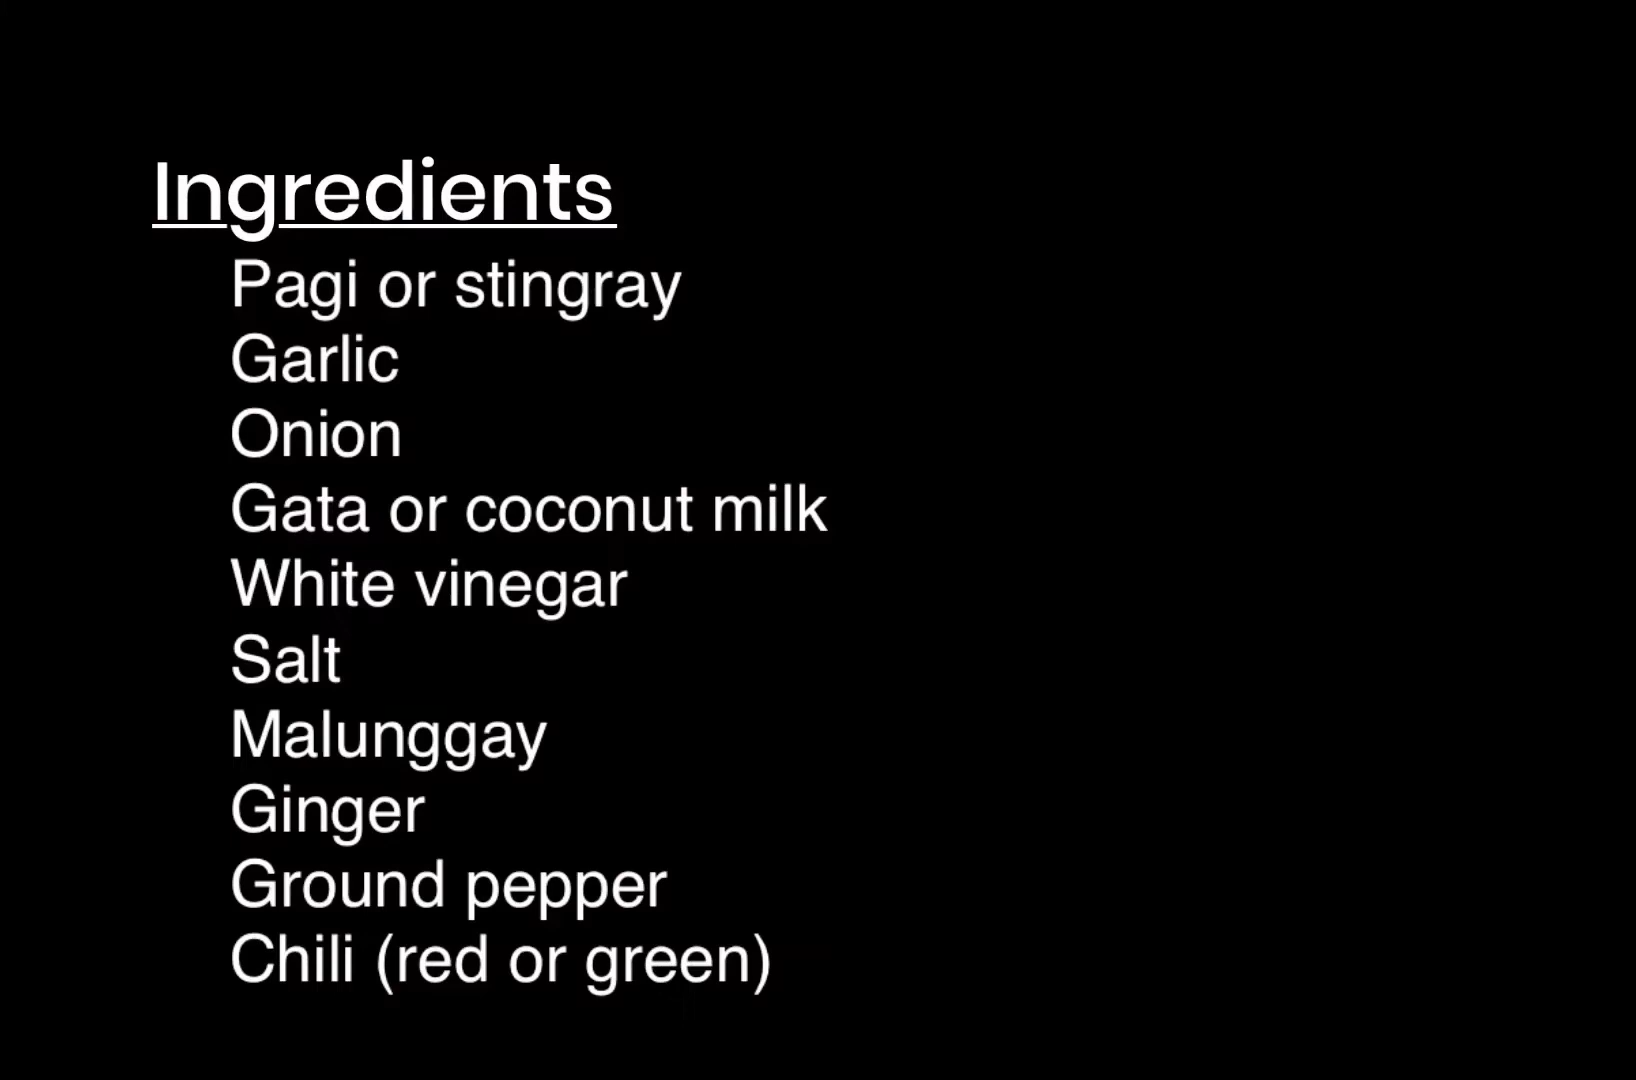 Ingredients
Pagi or stingray
Garlic
Onion
Gata or coconut milk
White vinegar
Salt
Malunggay
Ginger
Ground pepper
Chili (red or green)